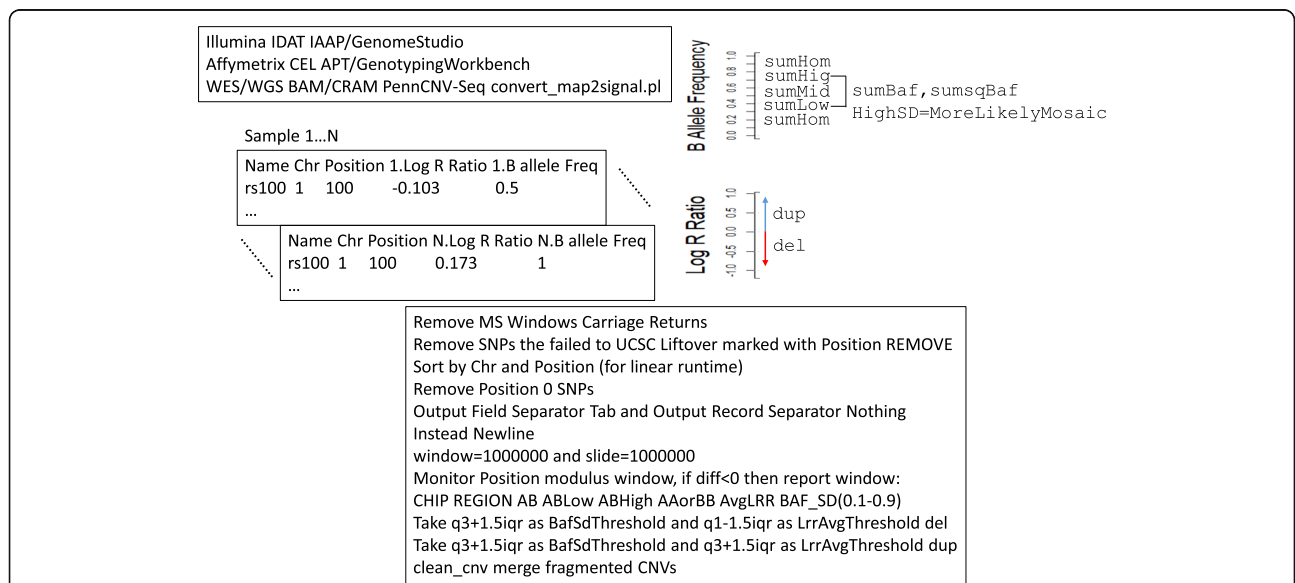 Illumina IDAT IAAP/GenomeStudio
Affymetrix CEL APT/GenotypingWorkbench
WES/WGS BAM/CRAM PennCNV-Seq convert_map2signal.pl
Sample 1...N
Name Chr Position 1.Log R Ratio 1.B allele Freq
rs100 1 100 -0.103 0.5
...
Name Chr Position N.Log R Ratio N.B allele Freq
rs100 1 100 0.173 1
...
B Allele Frequency
1.0
0.8
0.6
0.4
0.2
0.0
sumHom
sumHig
sumMid
sumLow
sumHom
sumBaf,sumsqBaf
HighSD=MoreLikelyMosaic
Log R Ratio
1.0
0.5
0.0
-0.5
-1.0
dup
del
Remove MS Windows Carriage Returns
Remove SNPs the failed to UCSC Liftover marked with Position REMOVE
Sort by Chr and Position (for linear runtime)
Remove Position 0 SNPs
Output Field Separator Tab and Output Record Separator Nothing
Instead Newline
window=1000000 and slide=1000000
Monitor Position modulus window, if diff<0 then report window:
CHIP REGION AB ABLow ABHigh AAorBB AvgLRR BAF_SD(0.1-0.9)
Take q3+1.5iqr as BafSdThreshold and q1-1.5iqr as LrrAvgThreshold del
Take q3+1.5iqr as BafSdThreshold and q3+1.5iqr as LrrAvgThreshold dup
clean_cnv merge fragmented CNVs